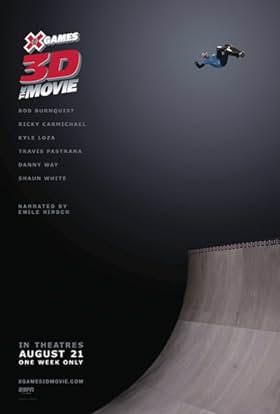 X GAMES
3D
THE MOVIE
BOB BURNQUIST
RICKY CARMICHAEL
KYLE LOZA
TRAVIS PASTRANA
DANNY WAY
SHAUN WHITE
NARRATED BY
EMILE HIRSCH
IN THEATRES
AUGUST 21
ONE WEEK ONLY
XGAMES3DMOVIE.COM
ESPN